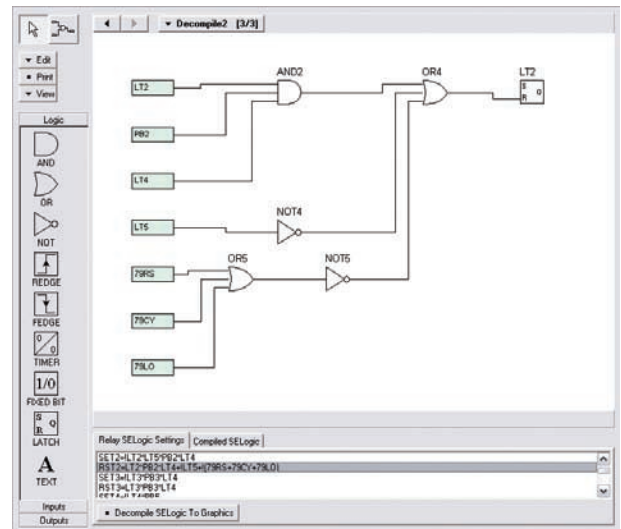 Decompile2 [3/3]
Edit
Print
View
Logic
AND
OR
NOT
REDGE
FEDGE
0
0
TIMER
1/0
FIXED BIT
S
R Q
LATCH
A
TEXT
Inputs
Outputs
LT2
PB2
LT4
LT5
79RS
79CY
79LO
AND2
OR4
LT2
S
R Q
NOT4
OR5
NOT5
Relay SELogic Settings Compiled SELogic
SET2=!LT2*LT5*PB2*LT4
RST2=LT2*PB2*LT4+!LT5+!(79RS+79CY+79LO)
SET3=!LT3*PB3*LT4
RST3=LT3*PB3*LT4
Decompile SELogic To Graphics